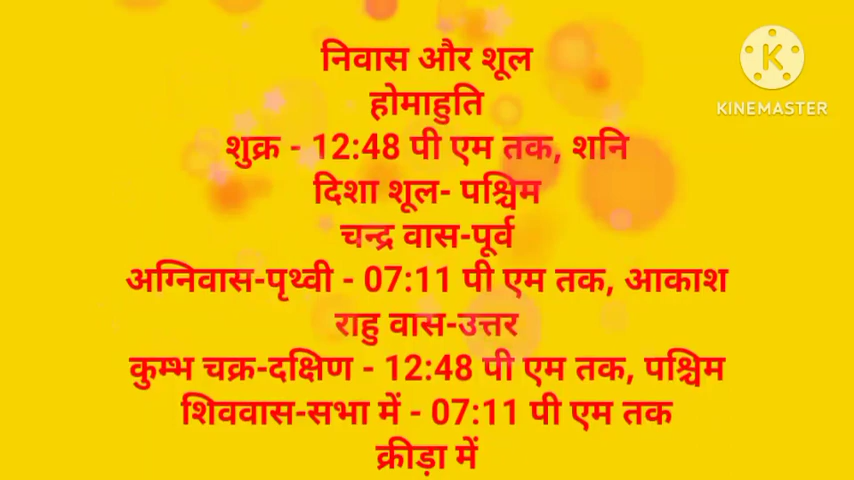 निवास और शूल
होमाहुति
शुक्र - 12:48 पी एम तक, शनि
दिशा शूल- पश्चिम
चन्द्र वास-पूर्व
अग्निवास-पृथ्वी - 07:11 पी एम तक, आकाश
राहु वास-उत्तर
कुम्भ चक्र-दक्षिण - 12:48 पी एम तक, पश्चिम
शिववास-सभा में - 07:11 पी एम तक
क्रीड़ा में
K
KINEMASTER